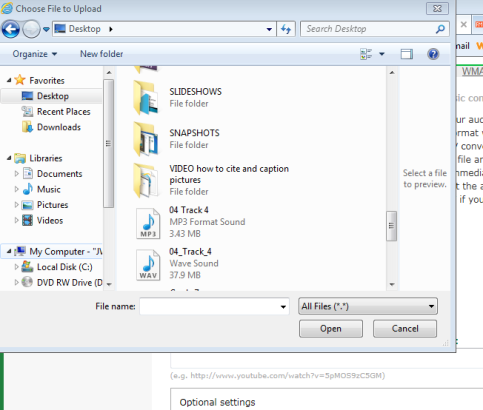 Choose File to Upload
Desktop
Search Desktop
Organize
New folder
Favorites
Desktop
Recent Places
Downloads
Libraries
Documents
Music
Pictures
Videos
My Computer - "J\
Local Disk (C:)
DVD RW Drive (D
SLIDESHOWS
File folder
SNAPSHOTS
File folder
VIDEO how to cite and caption
pictures
File folder
04 Track 4
MP3 Format Sound
MP3
3.43 MB
04_Track_4
Wave Sound
WAV
37.9 MB
Select a file
to preview.
File name:
All Files (*.*)
Open
Cancel
mail
WMA
sic con
ur au
ormat
conve
file ar
nmedia
t the a
if you
(e.g. http://www.youtube.com/watch?v=5pMOS9zC5GM)
Optional settings